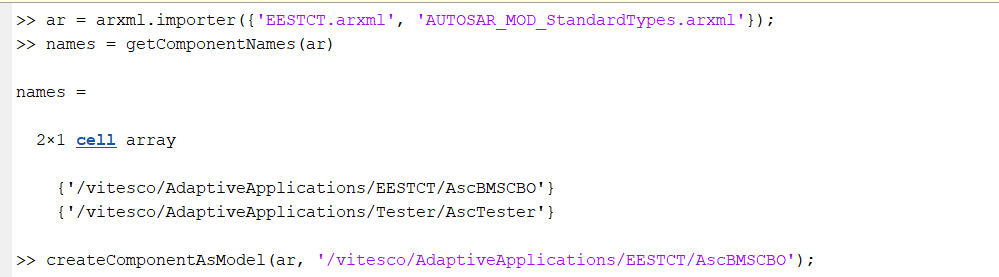 >> ar = arxml.importer({'EESTCT.arxml', 'AUTOSAR_MOD_StandardTypes.arxml'});
>> names = getComponentNames(ar)
names =
2×1 cell array
{'/vitesco/AdaptiveApplications/EESTCT/AscBMSCBO'}
{'/vitesco/AdaptiveApplications/Tester/AscTester'}
>> createComponentAsModel(ar, '/vitesco/AdaptiveApplications/EESTCT/AscBMSCBO');